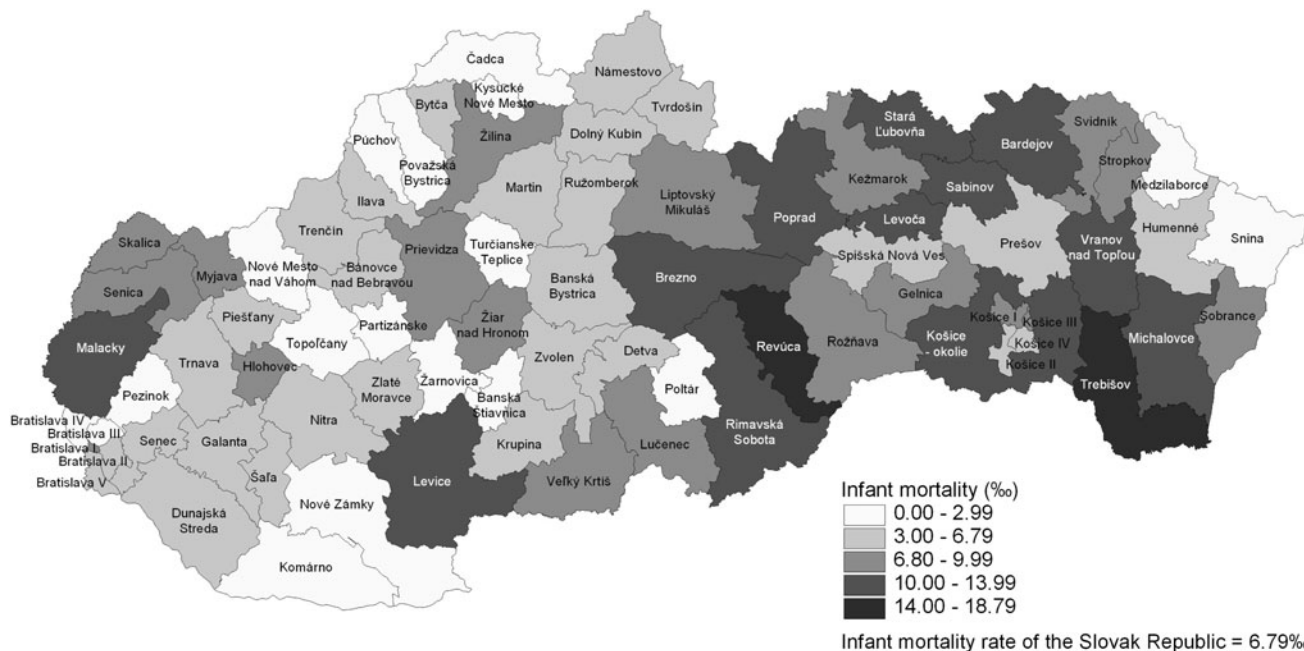 Čadca
Námestovo
Kysucké
Nové Mesto
Bytča
Tvrdošín
Púchov
Žilina
Dolný Kubín
Považská
Bystrica
Stará
Ľubovňa
Svidník
Bardejov
Stropkov
Ilava
Martin
Ružomberok
Kežmarok
Medzilaborce
Liptovský
Mikuláš
Sabinov
Poprad
Levoča
Trenčín
Skalica
Prievidza
Turčianske
Teplice
Prešov
Humenné
Snina
Vranov
nad Topľou
Nové Mesto
nad Váhom
Bánovce
nad Bebravou
Spišská Nová Ves
Myjava
Senica
Brezno
Banská
Bystrica
Gelnica
Piešťany
Partizánske
Žiar
nad Hronom
Košice I
Košice III
Sobrance
Topoľčany
Košice
- okolie
Košice IV
Michalovce
Malacky
Trnava
Hlohovec
Zvolen
Detva
Revúca
Rožňava
Košice II
Zlaté
Moravce
Žarnovica
Banská
Štiavnica
Poltár
Trebišov
Pezinok
Bratislava IV
Bratislava III
Bratislava I
Bratislava II
Bratislava V
Senec
Galanta
Nitra
Krupina
Lučenec
Rimavská
Sobota
Šaľa
Levice
Veľký Krtíš
Nové Zámky
Dunajská
Streda
Komárno
Infant mortality (‰)
0.00 - 2.99
3.00 - 6.79
6.80 - 9.99
10.00 - 13.99
14.00 - 18.79
Infant mortality rate of the Slovak Republic = 6.79‰